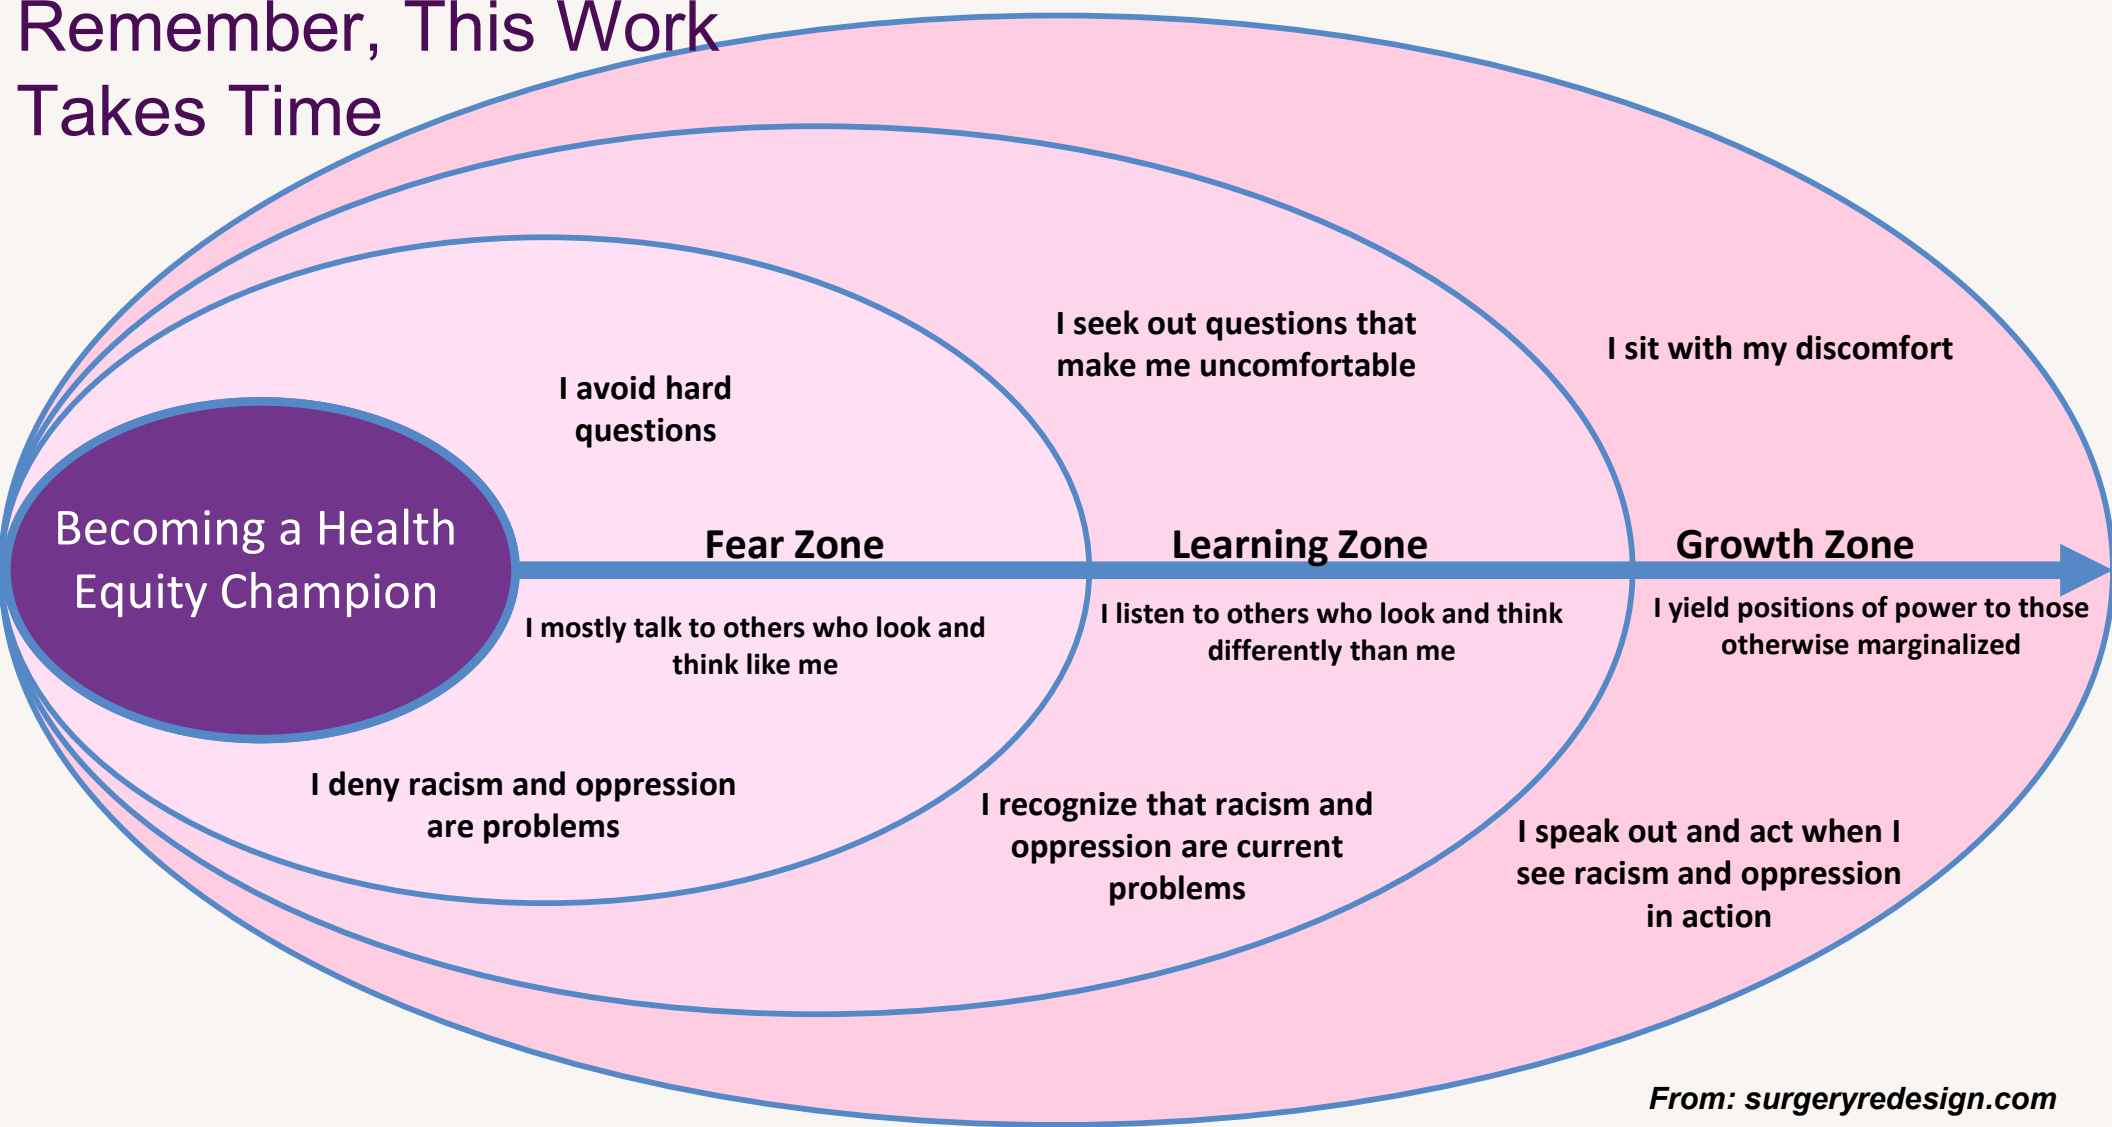 Remember, This Work
Takes Time
I seek out questions that
make me uncomfortable
I sit with my discomfort
I avoid hard
questions
Becoming a Health
Equity Champion
Fear Zone
Learning Zone
Growth Zone
I mostly talk to others who look and
think like me
I listen to others who look and think
differently than me
I yield positions of power to those
otherwise marginalized
I deny racism and oppression
are problems
I recognize that racism and
oppression are current
problems
I speak out and act when I
see racism and oppression
in action
From: surgeryredesign.com